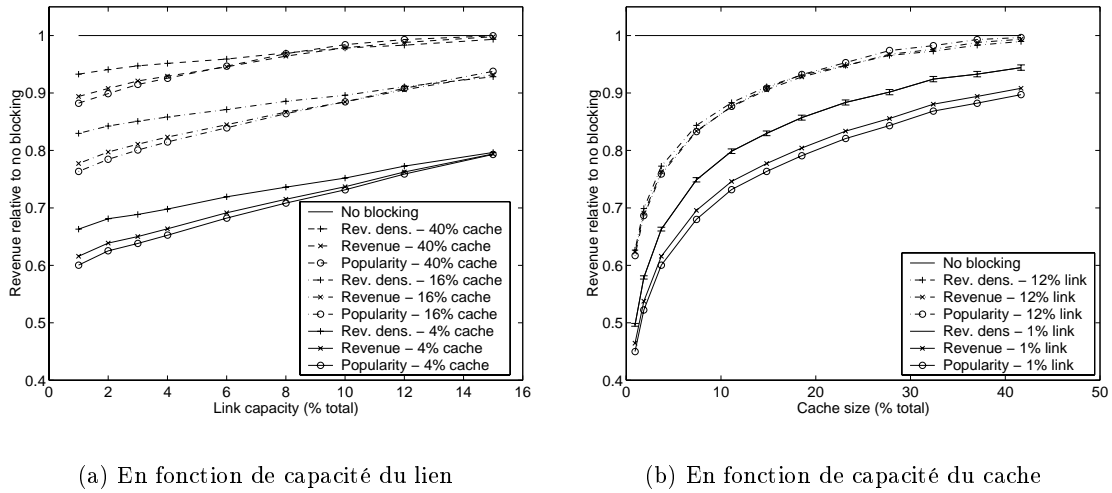 1
0.9
0.8
0.7
0.6
0.5
0.4
Revenue relative to no blocking
0 2 4 6 8 10 12 14 16
Link capacity (% total)
No blocking
Rev. dens. – 40% cache
Revenue – 40% cache
Popularity – 40% cache
Rev. dens. – 16% cache
Revenue – 16% cache
Popularity – 16% cache
Rev. dens. – 4% cache
Revenue – 4% cache
Popularity – 4% cache
(a) En fonction de capacité du lien
1
0.9
0.8
0.7
0.6
0.5
0.4
Revenue relative to no blocking
0 10 20 30 40 50
Cache size (% total)
No blocking
Rev. dens. – 12% link
Revenue – 12% link
Popularity – 12% link
Rev. dens – 1% link
Revenue – 1% link
Popularity – 1% link
(b) En fonction de capacité du cache